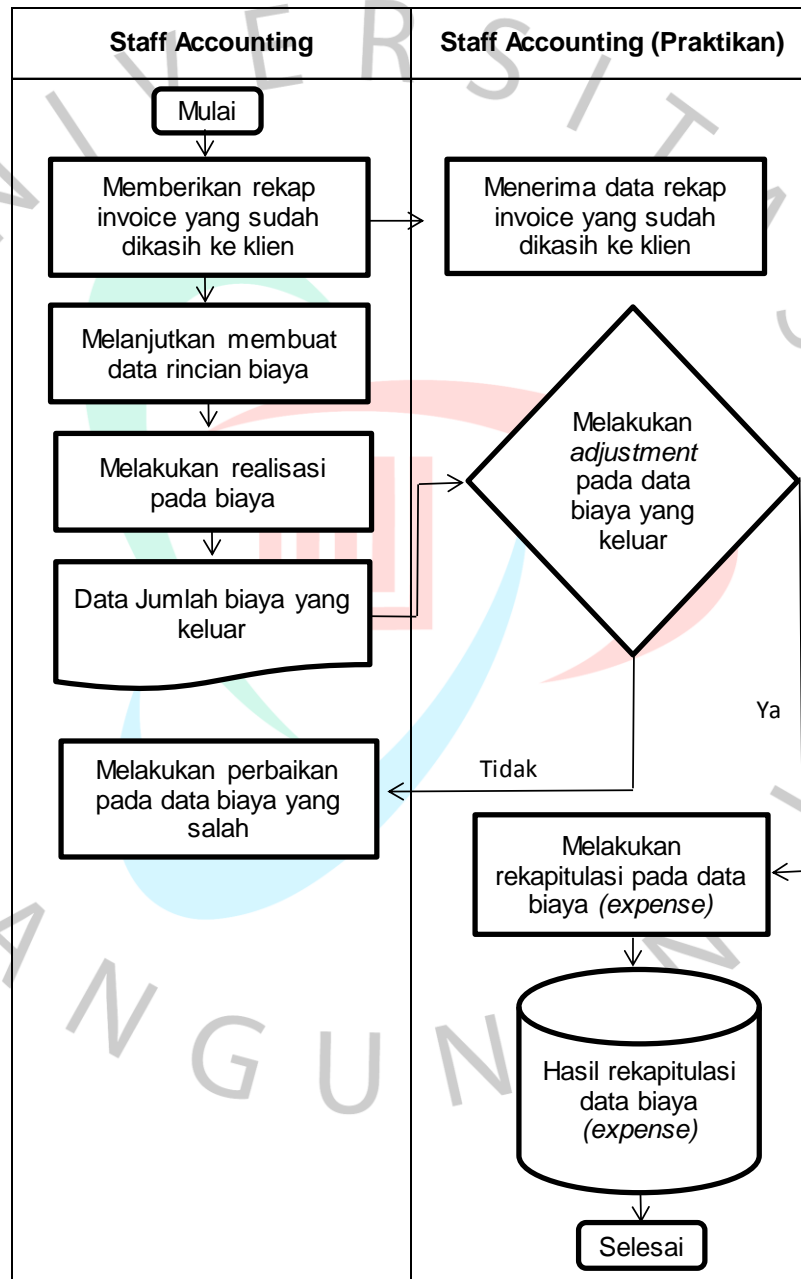 Staff Accounting
Staff Accounting (Praktikan)
Mulai
Memberikan rekap
invoice yang sudah
dikasih ke klien
Menerima data rekap
invoice yang sudah
dikasih ke klien
Melanjutkan membuat
data rincian biaya
Melakukan realisasi
pada biaya
Data Jumlah biaya yang
keluar
Melakukan
adjustment
pada data
biaya yang
keluar
Ya
Tidak
Melakukan perbaikan
pada data biaya yang
salah
Melakukan
rekapitulasi pada data
biaya (expense)
Hasil rekapitulasi
data biaya
(expense)
Selesai